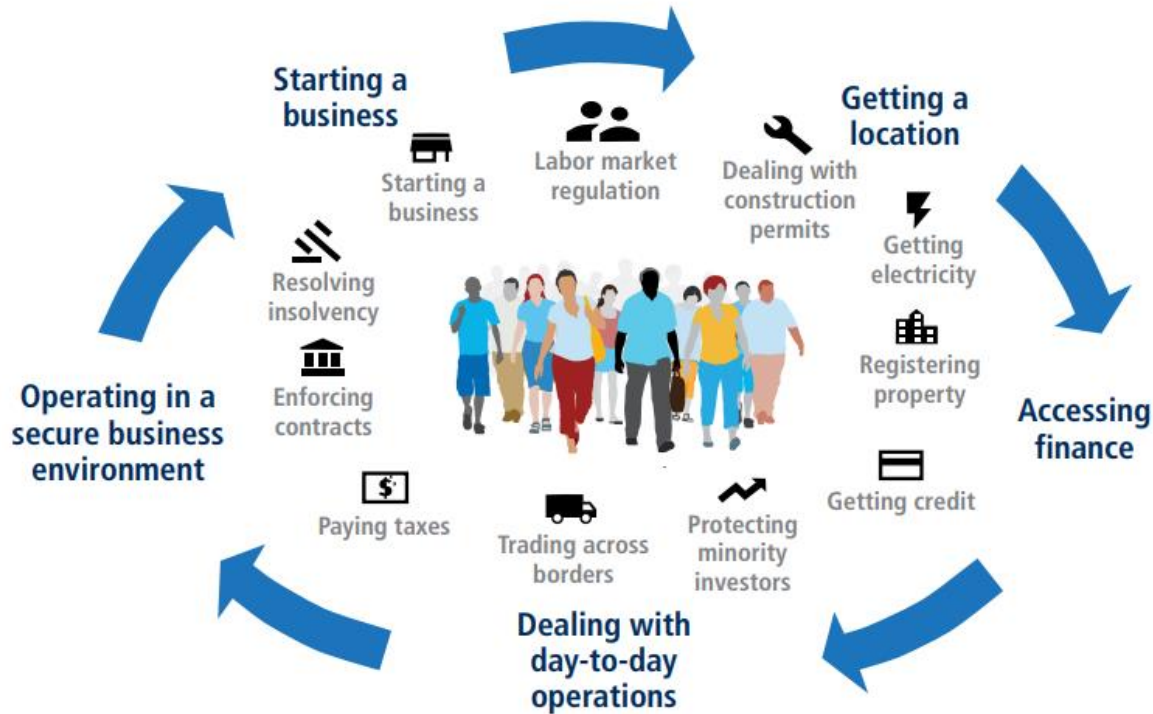 Starting a
business
Getting a
location
Labor market
regulation
Starting a
business
Dealing with
construction
permits
Getting
electricity
Resolving
insolvency
Registering
property
Enforcing
contracts
Operating in a
secure business
environment
Accessing
finance
Getting credit
Paying taxes
$
Protecting
minority
investors
Trading across
borders
Dealing with
day-to-day
operations